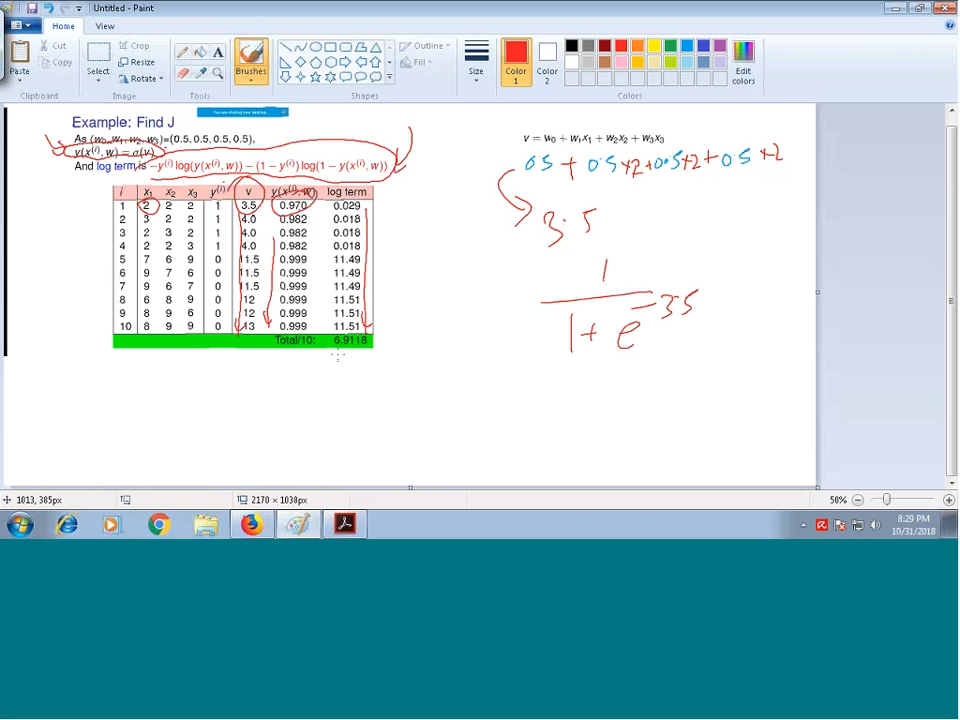 Untitled - Paint
Home View
Paste
Cut
Copy
Select
Crop
Resize
Rotate
Brushes
Outline
Fill
Size
Color 1
Color 2
Edit colors
Clipboard Image Tools Shapes Colors
You are sharing your desktop
Example: Find J
As (w0, w1, w2, w3)=(0.5, 0.5, 0.5, 0.5),
y(x(i), w) = σ(v)
And log term is −y(i) log(y(x(i), w)) − (1 − y(i)) log(1 − y(x(i), w))
i x1 x2 x3 y(i) v y(x(i), w) log term
1 2 2 2 1 3.5 0.970 0.029
2 3 2 2 1 4.0 0.982 0.018
3 2 3 2 1 4.0 0.982 0.018
4 2 2 3 1 4.0 0.982 0.018
5 7 6 9 0 11.5 0.999 11.49
6 9 7 6 0 11.5 0.999 11.49
7 9 6 7 0 11.5 0.999 11.49
8 6 8 9 0 12 0.999 11.51
9 8 9 6 0 12 0.999 11.51
10 8 9 9 0 13 0.999 11.51
Total/10: 6.9118
v = w0 + w1x1 + w2x2 + w3x3
0.5 + 0.5x2+0.5x2+0.5x2
3.5
1
1+ e −3.5
1013, 385px
2170 × 1038px
50%
8:29 PM
10/31/2018